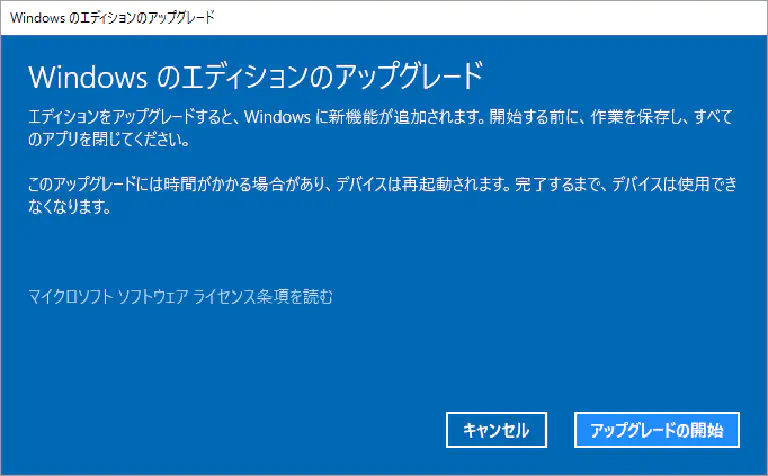 Windows のエディションのアップグレード
Windows のエディションのアップグレード
エディションをアップグレードすると、Windows に新機能が追加されます。開始する前に、作業を保存し、すべて
のアプリを閉じてください。
このアップグレードには時間がかかる場合があり、デバイスは再起動されます。完了するまで、デバイスは使用でき
なくなります。
マイクロソフト ソフトウェア ライセンス条項を読む
キャンセル
アップグレードの開始